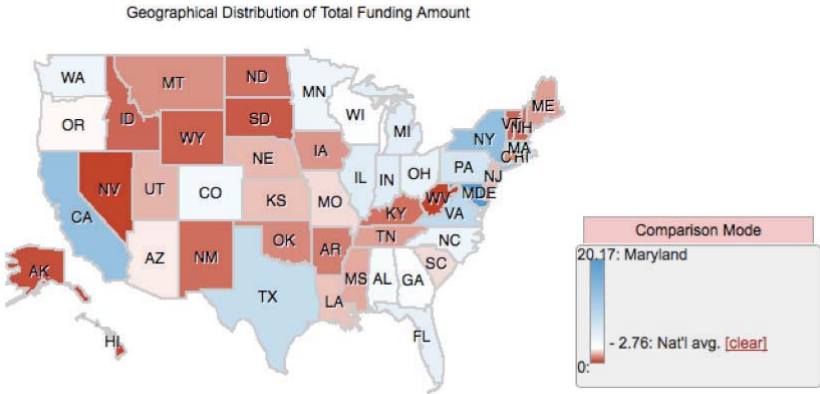 Geographical Distribution of Total Funding Amount
WA
MT
ND
MN
ME
OR
ID
SD
WI
MI
NY
VT
NH
WY
MA
CT
RI
NE
IA
PA
NJ
NV
UT
CO
IL
IN
OH
MD
DE
CA
KS
MO
WV
VA
KY
AZ
NM
OK
AR
TN
NC
SC
MS
AL
GA
AK
TX
LA
HI
FL
Comparison Mode
20.17: Maryland
- 2.76: Nat'l avg. [clear]
0: